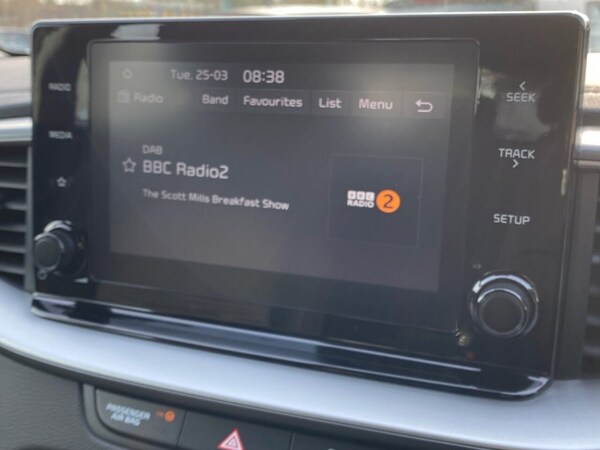 Tue, 25-03 08:38
RADIO
Radio Band Favourites List Menu
< SEEK
MEDIA
DAB
BBC Radio2
The Scott Mills Breakfast Show
BBC RADIO 2
TRACK >
SETUP
PASSENGER AIR BAG